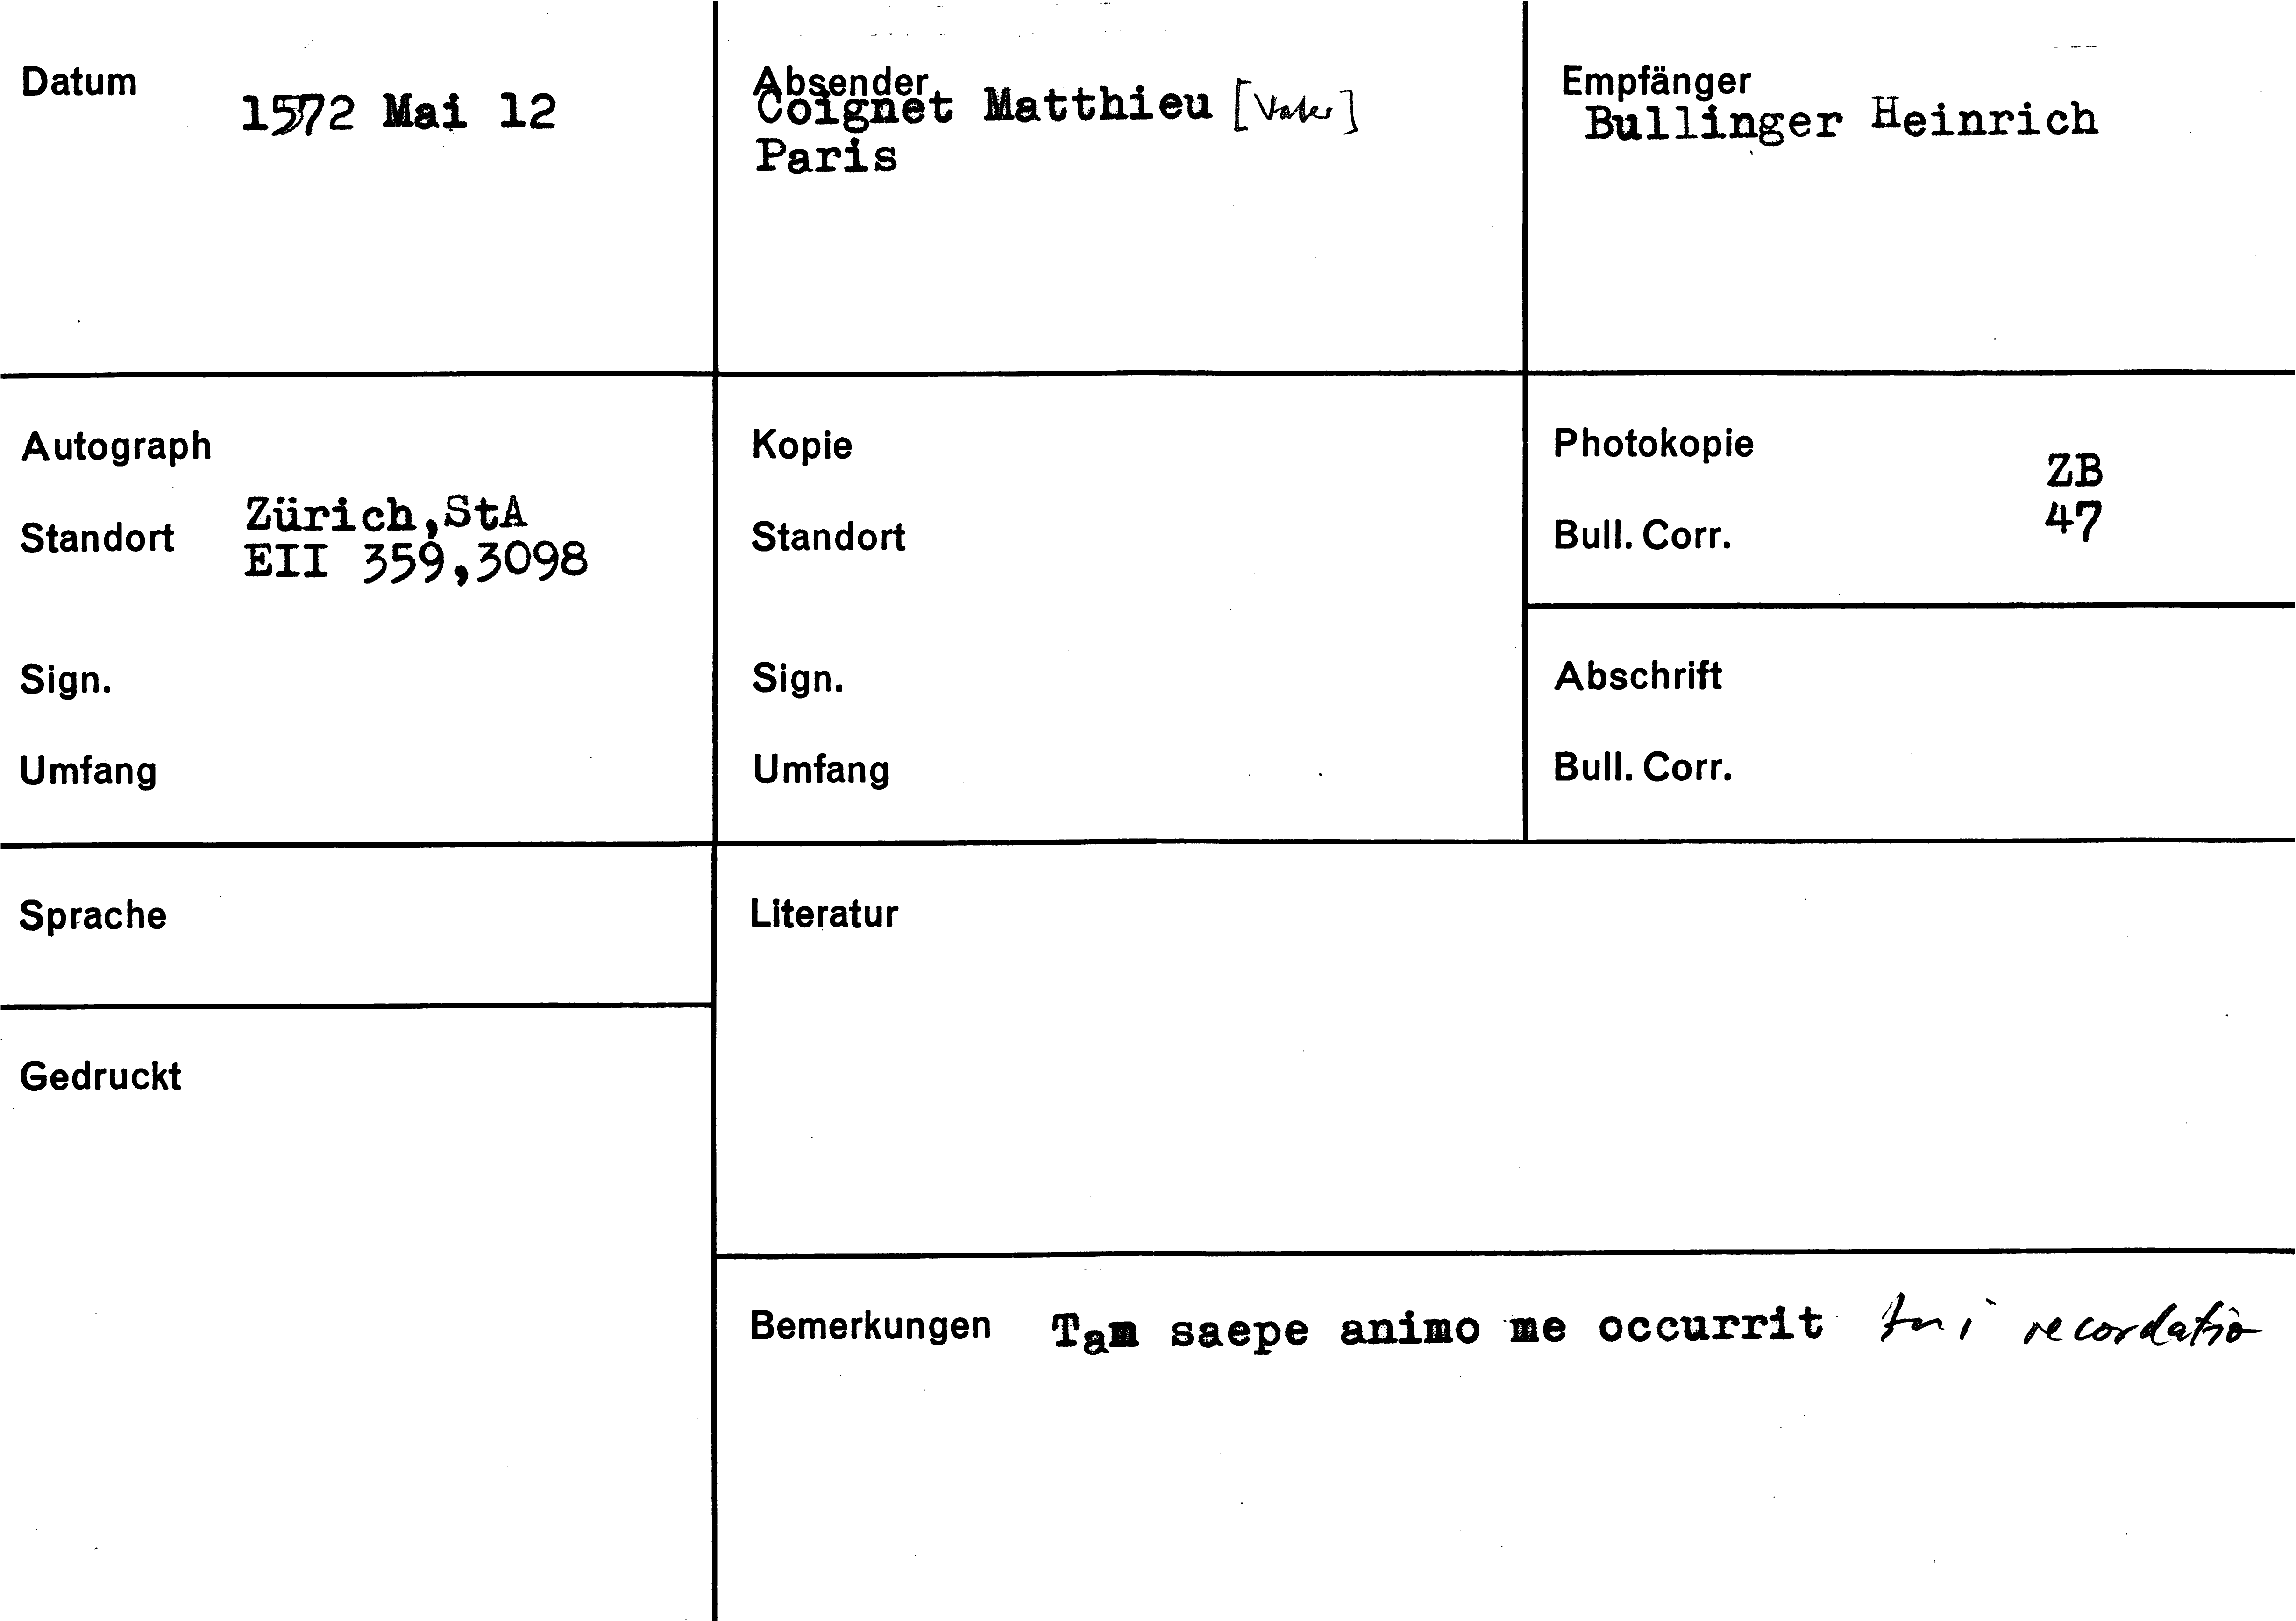 Datum
1572 Mai 12
Absender
Coignet Matthieu [Vater]
Paris
Empfänger
Bullinger Heinrich
Autograph
Standort
Zürich,StA
EII 359,3098
Sign.
Umfang
Kopie
Standort
Sign.
Umfang
Photokopie
ZB
Bull. Corr.
47
Abschrift
Bull. Corr.
Sprache
Literatur
Gedruckt
Bemerkungen Tam saepe animo me occurrit tui recordatio